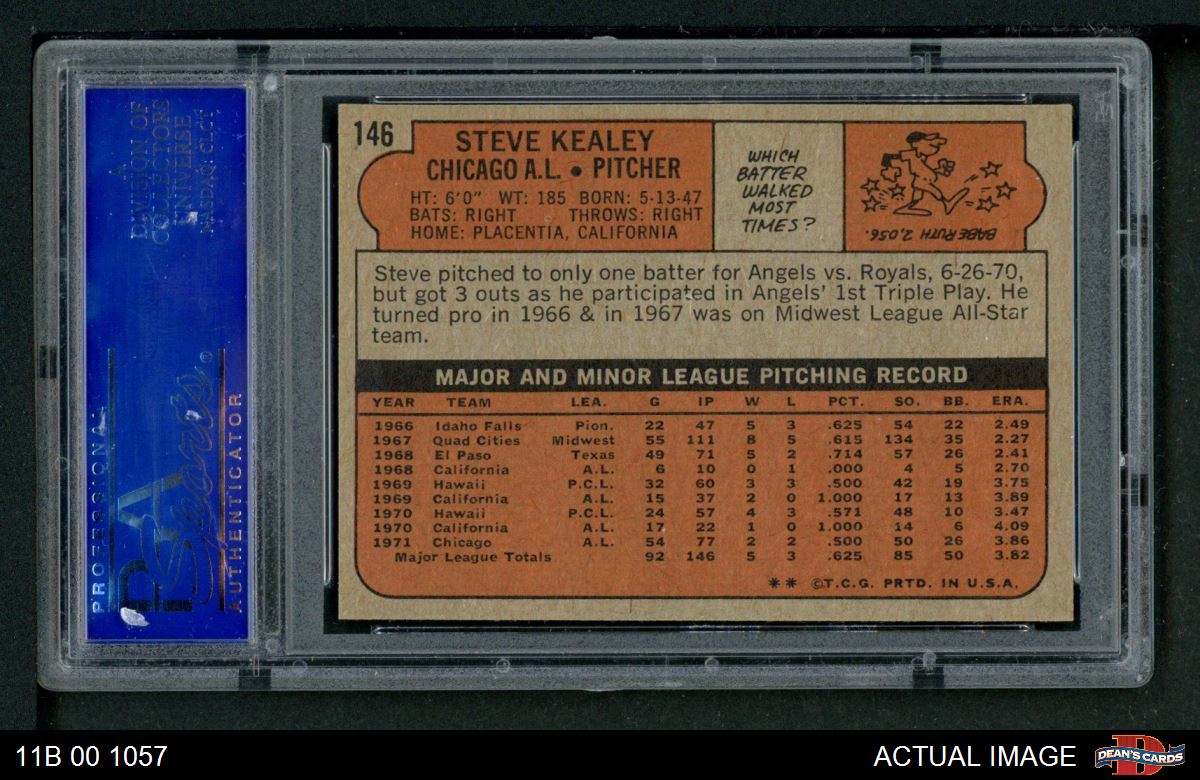 A
DIVISION OF
COLLECTORS
UNIVERSE
NASDAQ: CLCT
PROFESSIONAL
PSA
Sports®
AUTHENTICATOR
146
STEVE KEALEY
CHICAGO A.L. • PITCHER
HT: 6'0" WT: 185 BORN: 5-13-47
BATS: RIGHT THROWS: RIGHT
HOME: PLACENTIA, CALIFORNIA
WHICH
BATTER
WALKED
MOST
TIMES?
BABE RUTH 2,056.
Steve pitched to only one batter for Angels vs. Royals, 6-26-70,
but got 3 outs as he participated in Angels' 1st Triple Play. He
turned pro in 1966 & in 1967 was on Midwest League All-Star
team.
MAJOR AND MINOR LEAGUE PITCHING RECORD
YEAR TEAM LEA. G IP W L PCT. SO. BB. ERA.
1966 Idaho Falls Pion. 22 47 5 3 .625 54 22 2.49
1967 Quad Cities Midwest 55 111 8 5 .615 134 35 2.27
1968 El Paso Texas 49 71 5 2 .714 57 26 2.41
1968 California A.L. 6 10 0 1 .000 4 5 2.70
1969 Hawaii P.C.L. 32 60 3 3 .500 42 19 3.75
1969 California A.L. 15 37 2 0 1.000 17 13 3.89
1970 Hawaii P.C.L. 24 57 4 3 .571 48 10 3.47
1970 California A.L. 17 22 1 0 1.000 14 6 4.09
1971 Chicago A.L. 54 77 2 2 .500 50 26 3.86
Major League Totals 92 146 5 3 .625 85 50 3.82
** ©T.C.G. PRTD. IN U.S.A.
11B 00 1057
ACTUAL IMAGE
DEAN'S CARDS